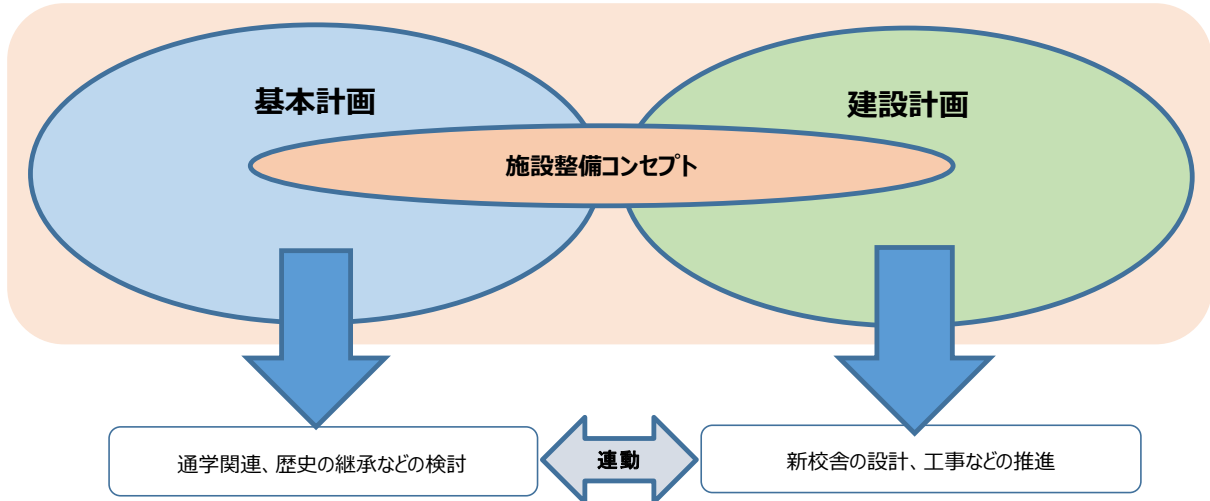 基本計画
建設計画
施設整備コンセプト
通学関連、歴史の継承などの検討
連動
新校舎の設計、工事などの推進